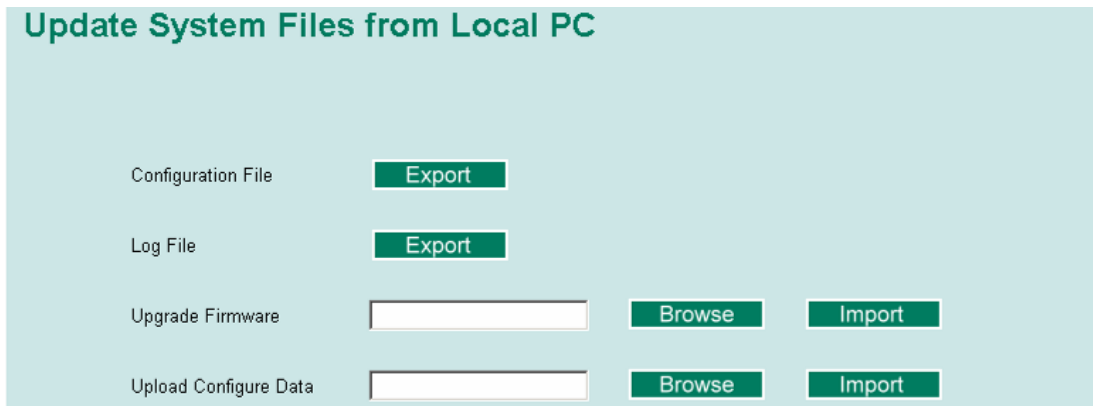 Update System Files from Local PC
Configuration File Export
Log File Export
Upgrade Firmware Browse Import
Upload Configure Data Browse Import